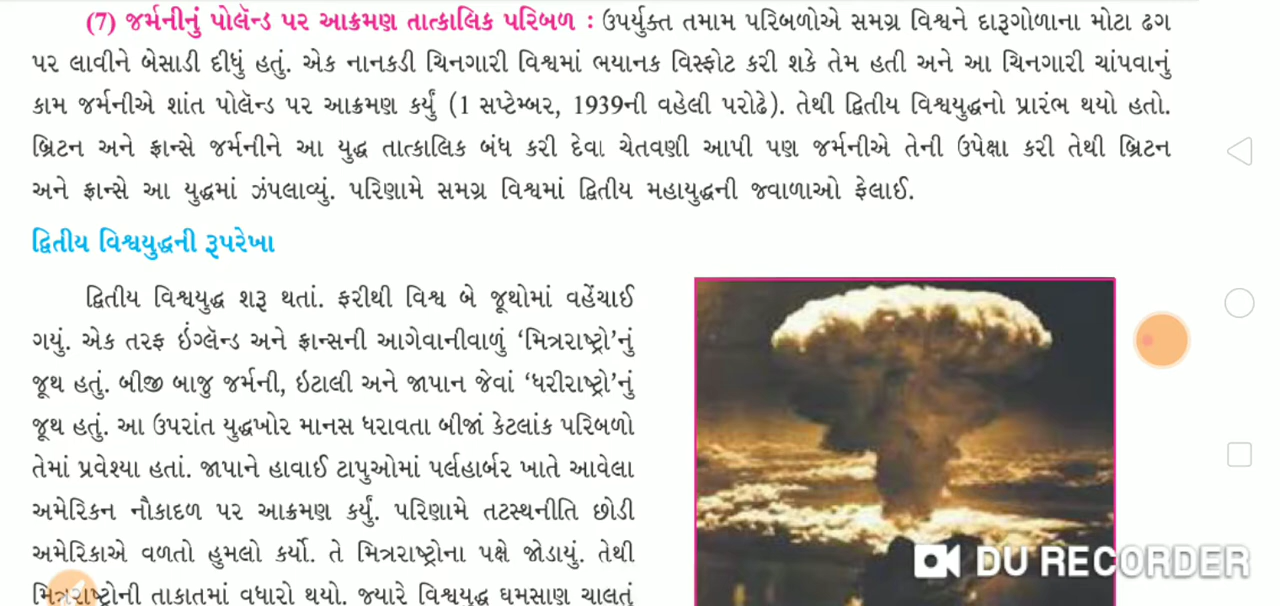 (7) જર્મનીનું પોલૅન્ડ પર આક્રમણ તાત્કાલિક પરિબળ : ઉપર્યુક્ત તમામ પરિબળોએ સમગ્ર વિશ્વને દારૂગોળાના મોટા ઢગ
પર લાવીને બેસાડી દીધું હતું. એક નાનકડી ચિનગારી વિશ્વમાં ભયાનક વિસ્ફોટ કરી શકે તેમ હતી અને આ ચિનગારી ચાંપવાનું
કામ જર્મનીએ શાંત પોલૅન્ડ પર આક્રમણ કર્યું (1 સપ્ટેમ્બર, 1939ની વહેલી પરોઢે). તેથી દ્વિતીય વિશ્વયુદ્ધનો પ્રારંભ થયો હતો.
બ્રિટન અને ફ્રાન્સે જર્મનીને આ યુદ્ધ તાત્કાલિક બંધ કરી દેવા ચેતવણી આપી પણ જર્મનીએ તેની ઉપેક્ષા કરી તેથી બ્રિટન
અને ફ્રાન્સે આ યુદ્ધમાં ઝંપલાવ્યું. પરિણામે સમગ્ર વિશ્વમાં દ્વિતીય મહાયુદ્ધની જ્વાળાઓ ફેલાઈ.
દ્વિતીય વિશ્વયુદ્ધની રૂપરેખા
દ્વિતીય વિશ્વયુદ્ધ શરૂ થતાં. ફરીથી વિશ્વ બે જૂથોમાં વહેંચાઈ
ગયું. એક તરફ ઇંગ્લૅન્ડ અને ફ્રાન્સની આગેવાનીવાળું ‘મિત્રરાષ્ટ્રો’નું
જૂથ હતું. બીજી બાજુ જર્મની, ઇટાલી અને જાપાન જેવાં ‘ધરીરાષ્ટ્રો’નું
જૂથ હતું. આ ઉપરાંત યુદ્ધખોર માનસ ધરાવતા બીજાં કેટલાંક પરિબળો
તેમાં પ્રવેશ્યા હતાં. જાપાને હાવાઈ ટાપુઓમાં પર્લહાર્બર ખાતે આવેલા
અમેરિકન નૌકાદળ પર આક્રમણ કર્યું. પરિણામે તટસ્થનીતિ છોડી
અમેરિકાએ વળતો હુમલો કર્યો. તે મિત્રરાષ્ટ્રોના પક્ષે જોડાયું. તેથી
મિત્રરાષ્ટ્રોની તાકાતમાં વધારો થયો. જ્યારે વિશ્વયુદ્ધ ઘમસાણ ચાલતું
DU RECORDER